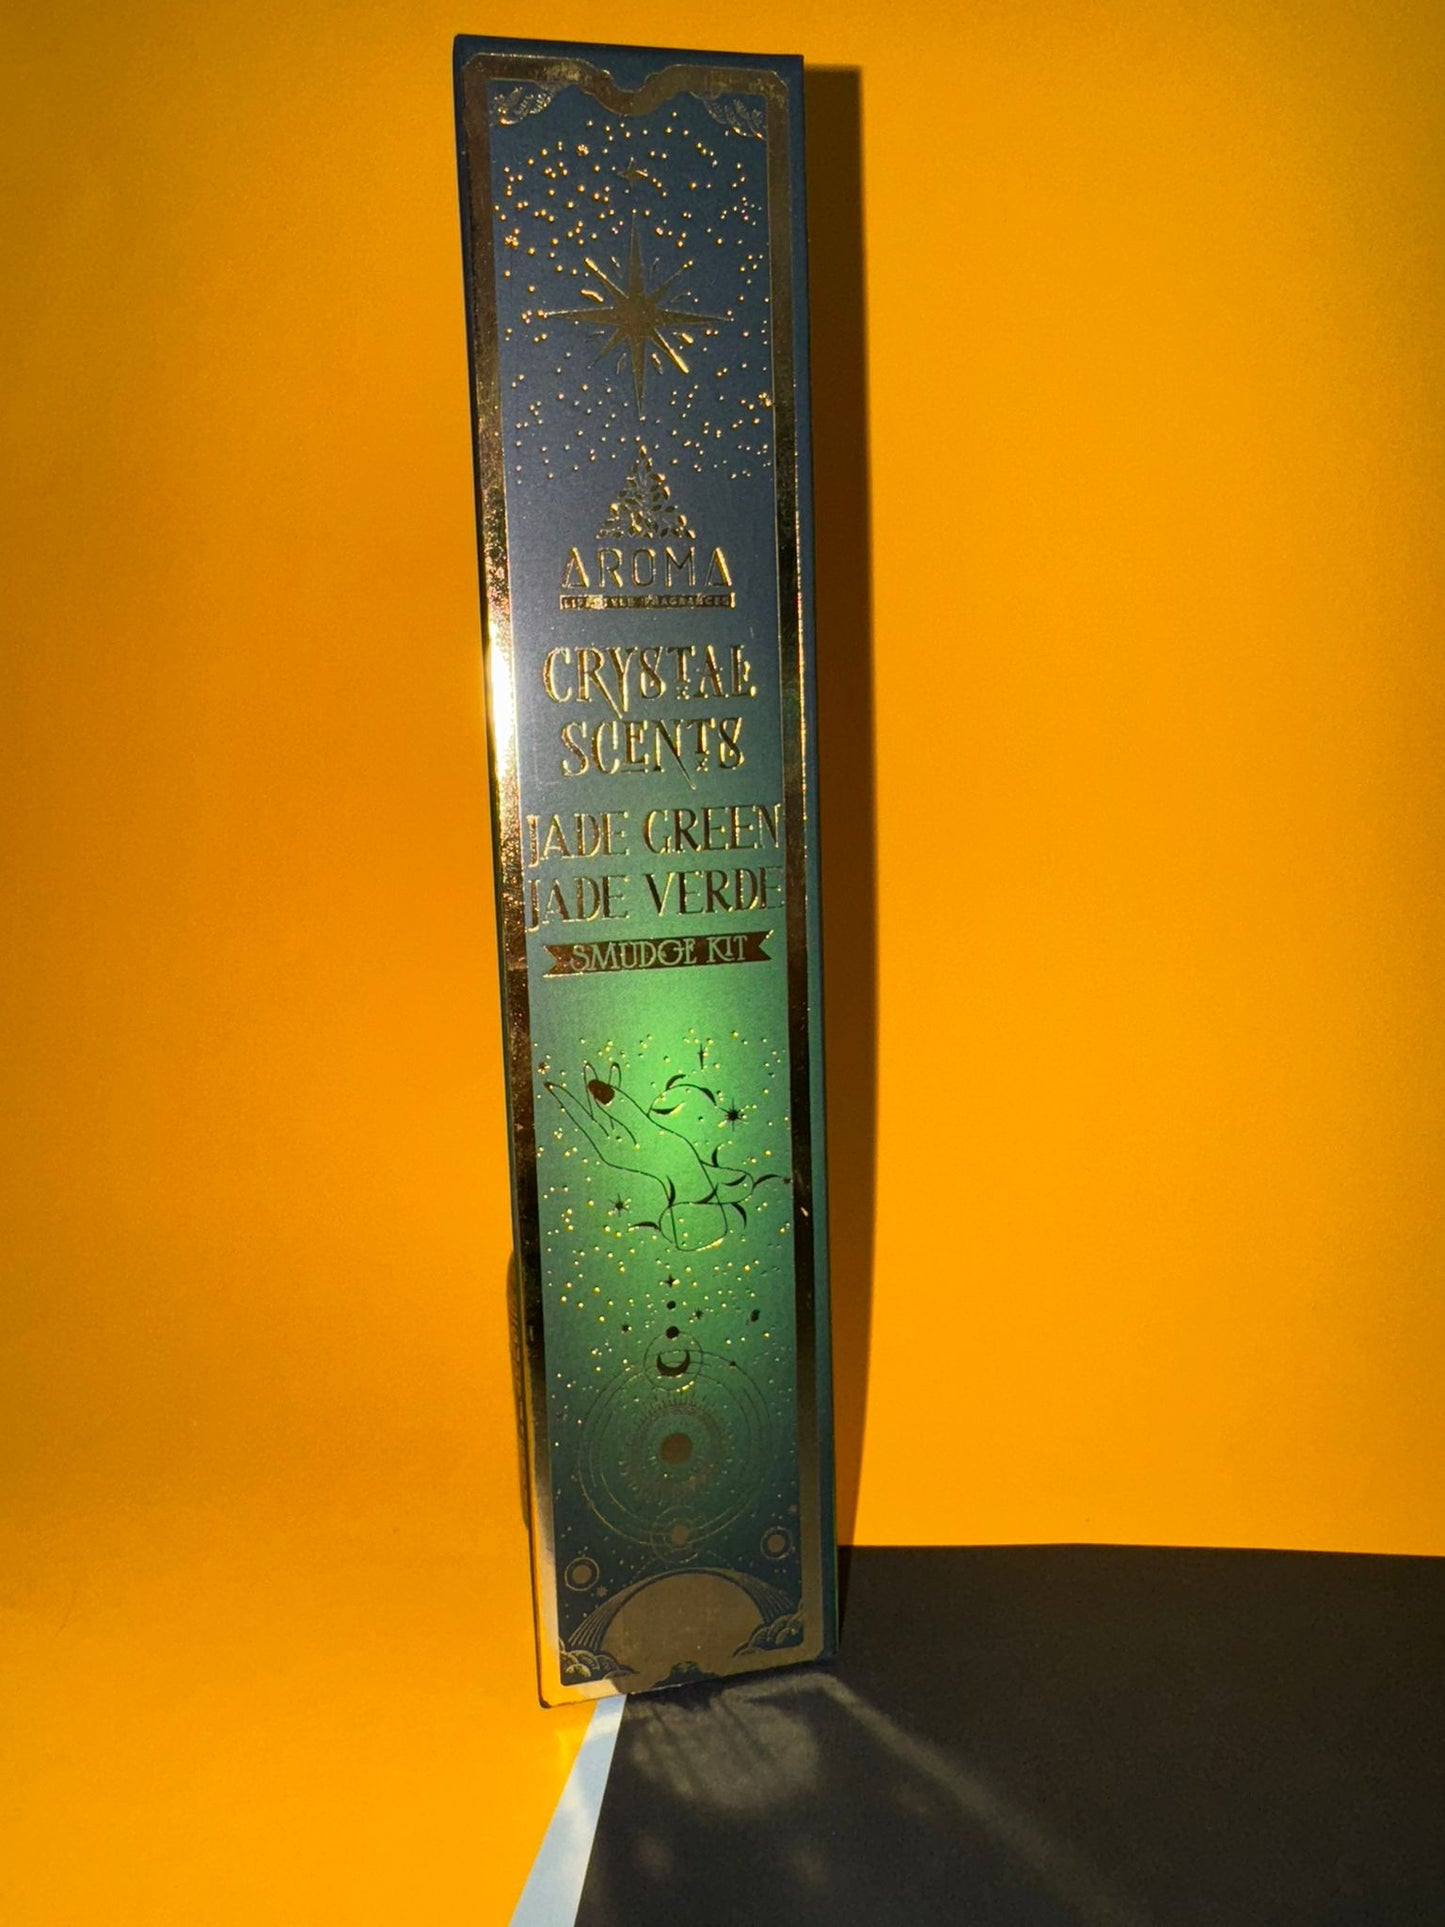 AROMA
CRYSTAL
SCENTS
JADE GREEN
JADE VERDE
SMUDGE KIT